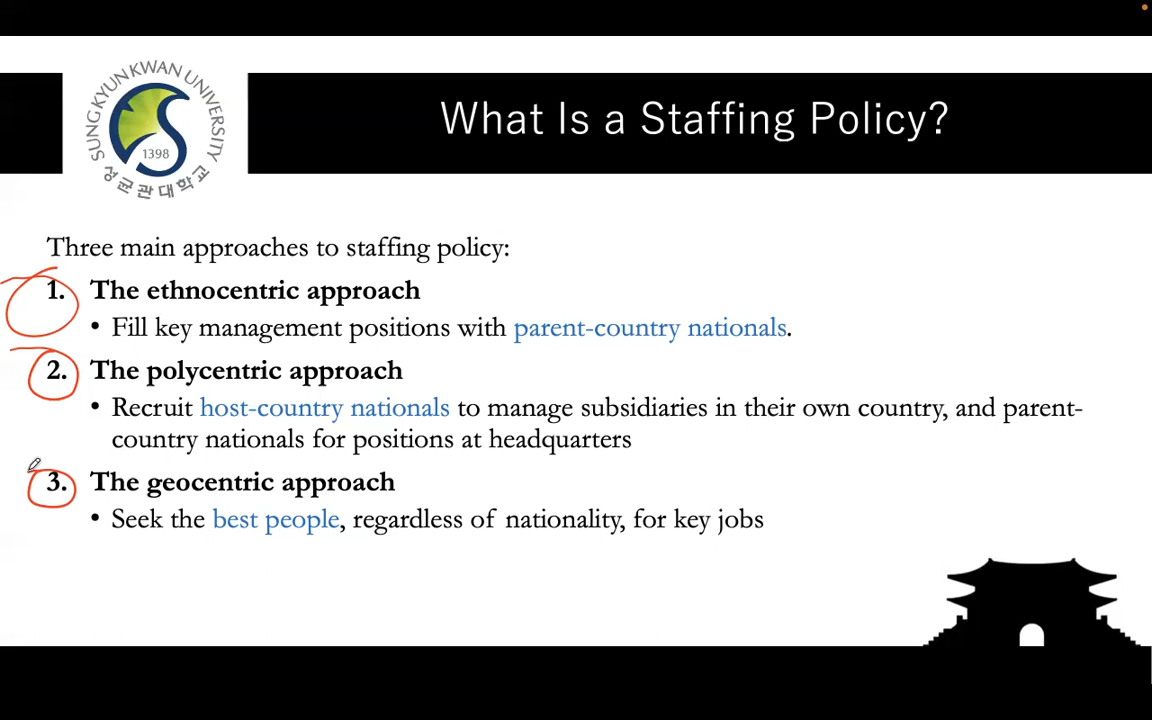 SUNGKYUNKWAN UNIVERSITY
1398
성균관대학교
What Is a Staffing Policy?
Three main approaches to staffing policy:
1. The ethnocentric approach
• Fill key management positions with parent-country nationals.
2. The polycentric approach
• Recruit host-country nationals to manage subsidiaries in their own country, and parent-
country nationals for positions at headquarters
3. The geocentric approach
• Seek the best people, regardless of nationality, for key jobs